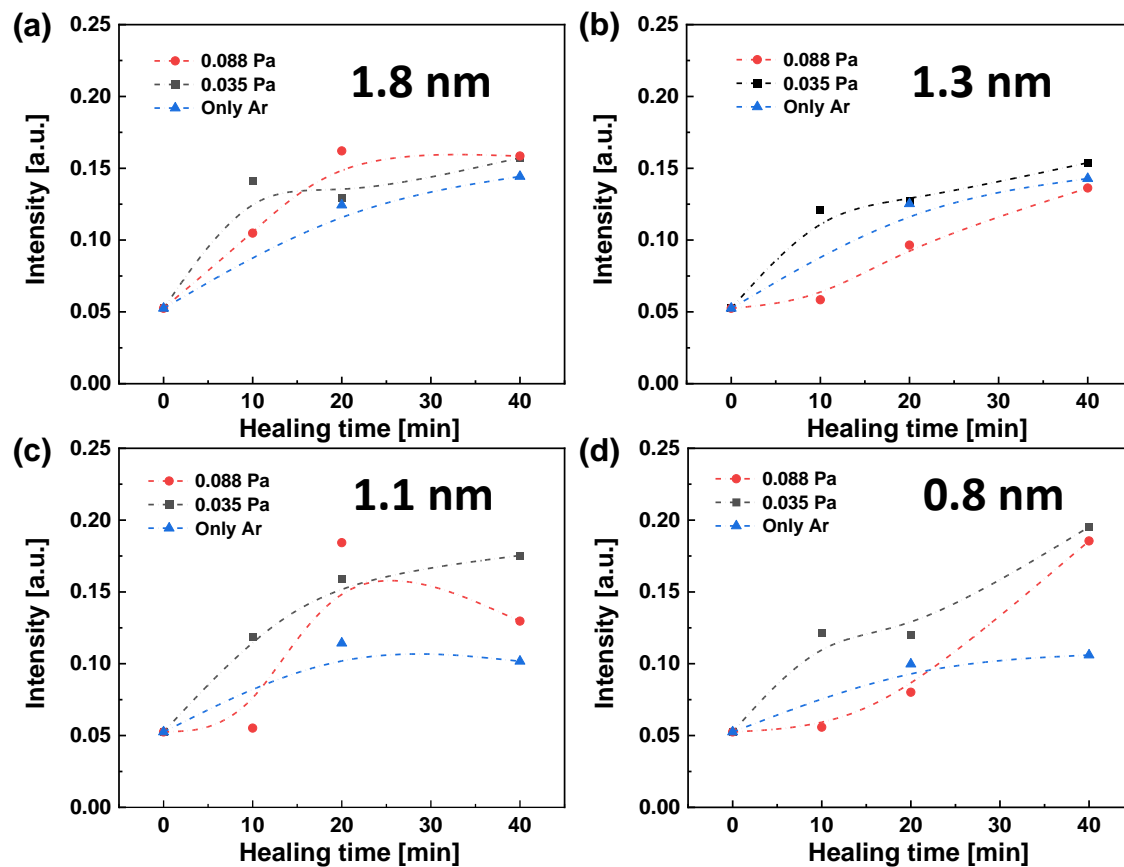 (a)
0.088 Pa
0.035 Pa
Only Ar
1.8 nm
Intensity [a.u.]
0.25
0.20
0.15
0.10
0.05
0.00
0 10 20 30 40
Healing time [min]
(b)
0.088 Pa
0.035 Pa
Only Ar
1.3 nm
Intensity [a.u.]
0.25
0.20
0.15
0.10
0.05
0.00
0 10 20 30 40
Healing time [min]
(c)
0.088 Pa
0.035 Pa
Only Ar
1.1 nm
Intensity [a.u.]
0.25
0.20
0.15
0.10
0.05
0.00
0 10 20 30 40
Healing time [min]
(d)
0.088 Pa
0.035 Pa
Only Ar
0.8 nm
Intensity [a.u.]
0.25
0.20
0.15
0.10
0.05
0.00
0 10 20 30 40
Healing time [min]